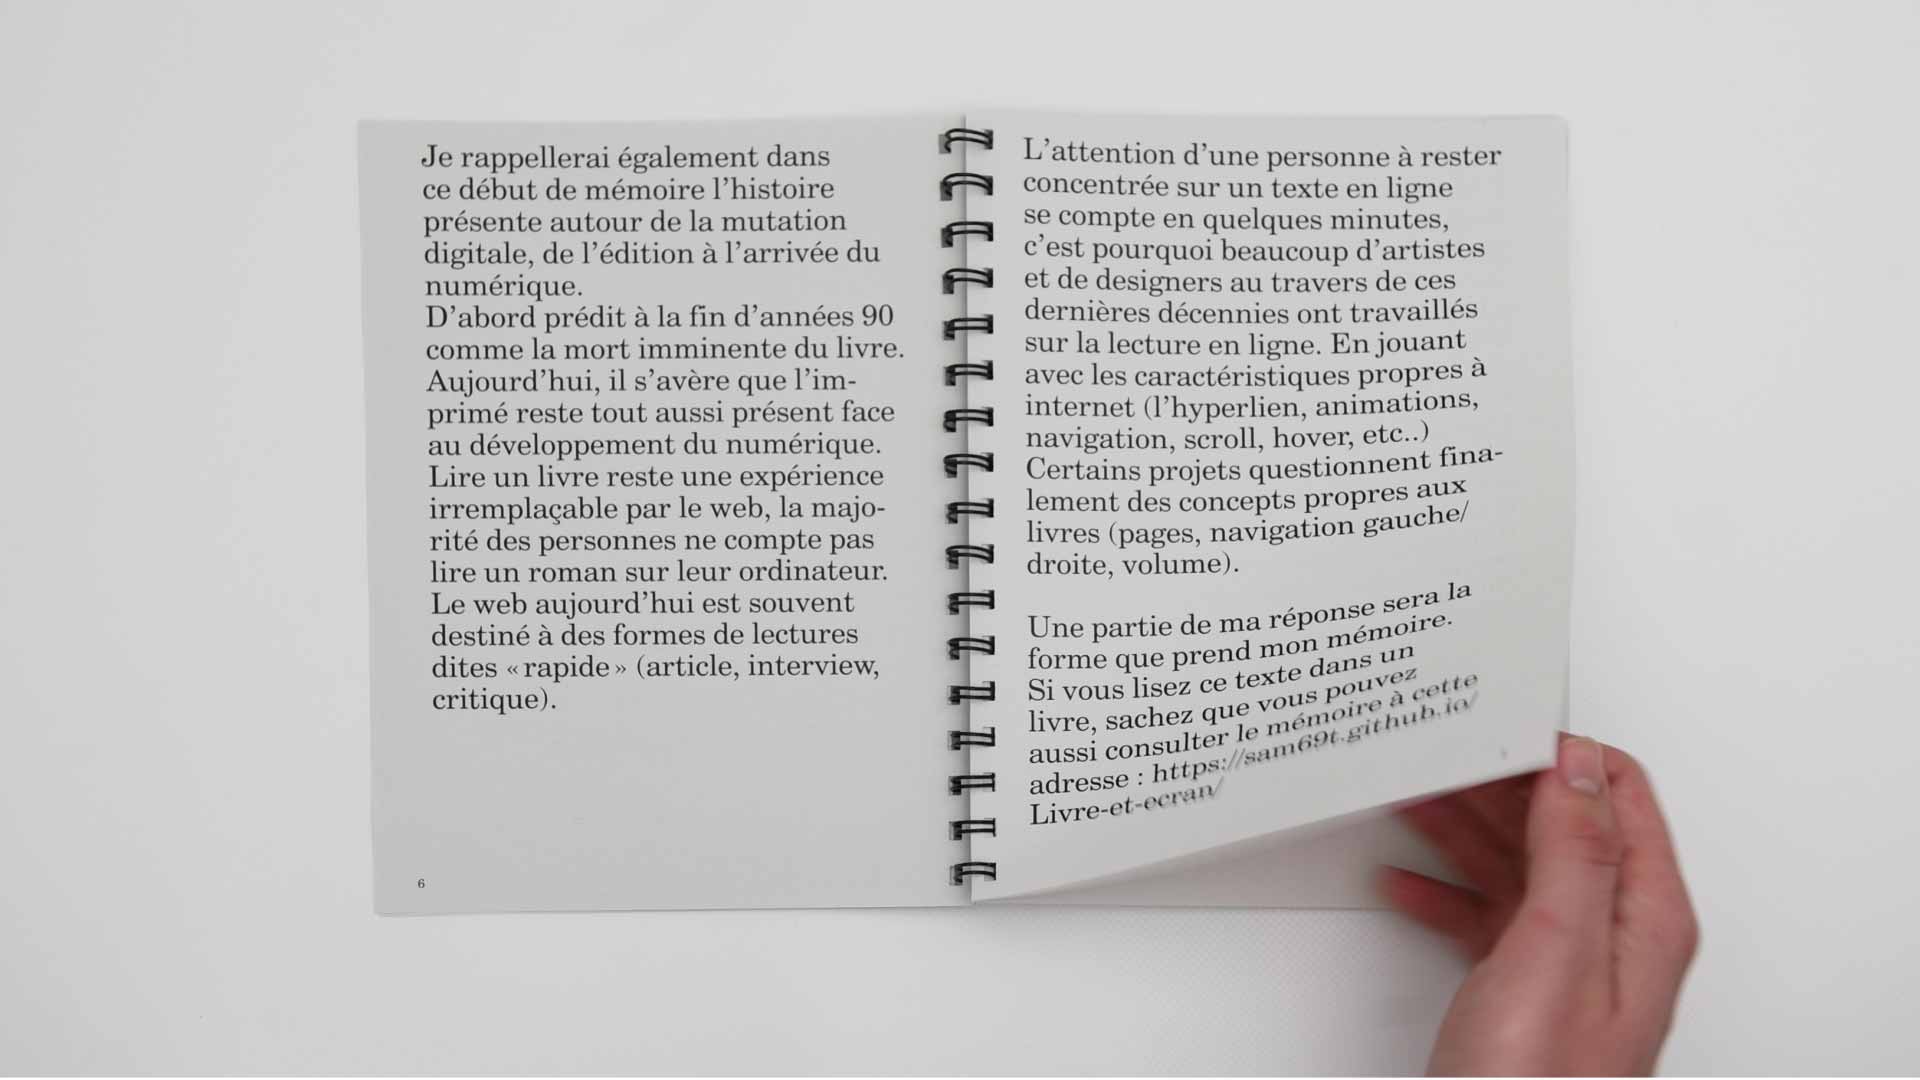 Je rappellerai également dans
ce début de mémoire l’histoire
présente autour de la mutation
digitale, de l’édition à l’arrivée du
numérique.
D’abord prédit à la fin d’années 90
comme la mort imminente du livre.
Aujourd’hui, il s’avère que l’im-
primé reste tout aussi présent face
au développement du numérique.
Lire un livre reste une expérience
irremplaçable par le web, la majo-
rité des personnes ne compte pas
lire un roman sur leur ordinateur.
Le web aujourd’hui est souvent
destiné à des formes de lectures
dites «rapide» (article, interview,
critique).
6
L’attention d’une personne à rester
concentrée sur un texte en ligne
se compte en quelques minutes,
c’est pourquoi beaucoup d’artistes
et de designers au travers de ces
dernières décennies ont travaillés
sur la lecture en ligne. En jouant
avec les caractéristiques propres à
internet (l’hyperlien, animations,
navigation, scroll, hover, etc..)
Certains projets questionnent fina-
lement des concepts propres aux
livres (pages, navigation gauche/
droite, volume).
Une partie de ma réponse sera la
forme que prend mon mémoire.
Si vous lisez ce texte dans un
livre, sachez que vous pouvez
aussi consulter le mémoire à cette
adresse : https://sam69t.github.io/
Livre-et-ecran/